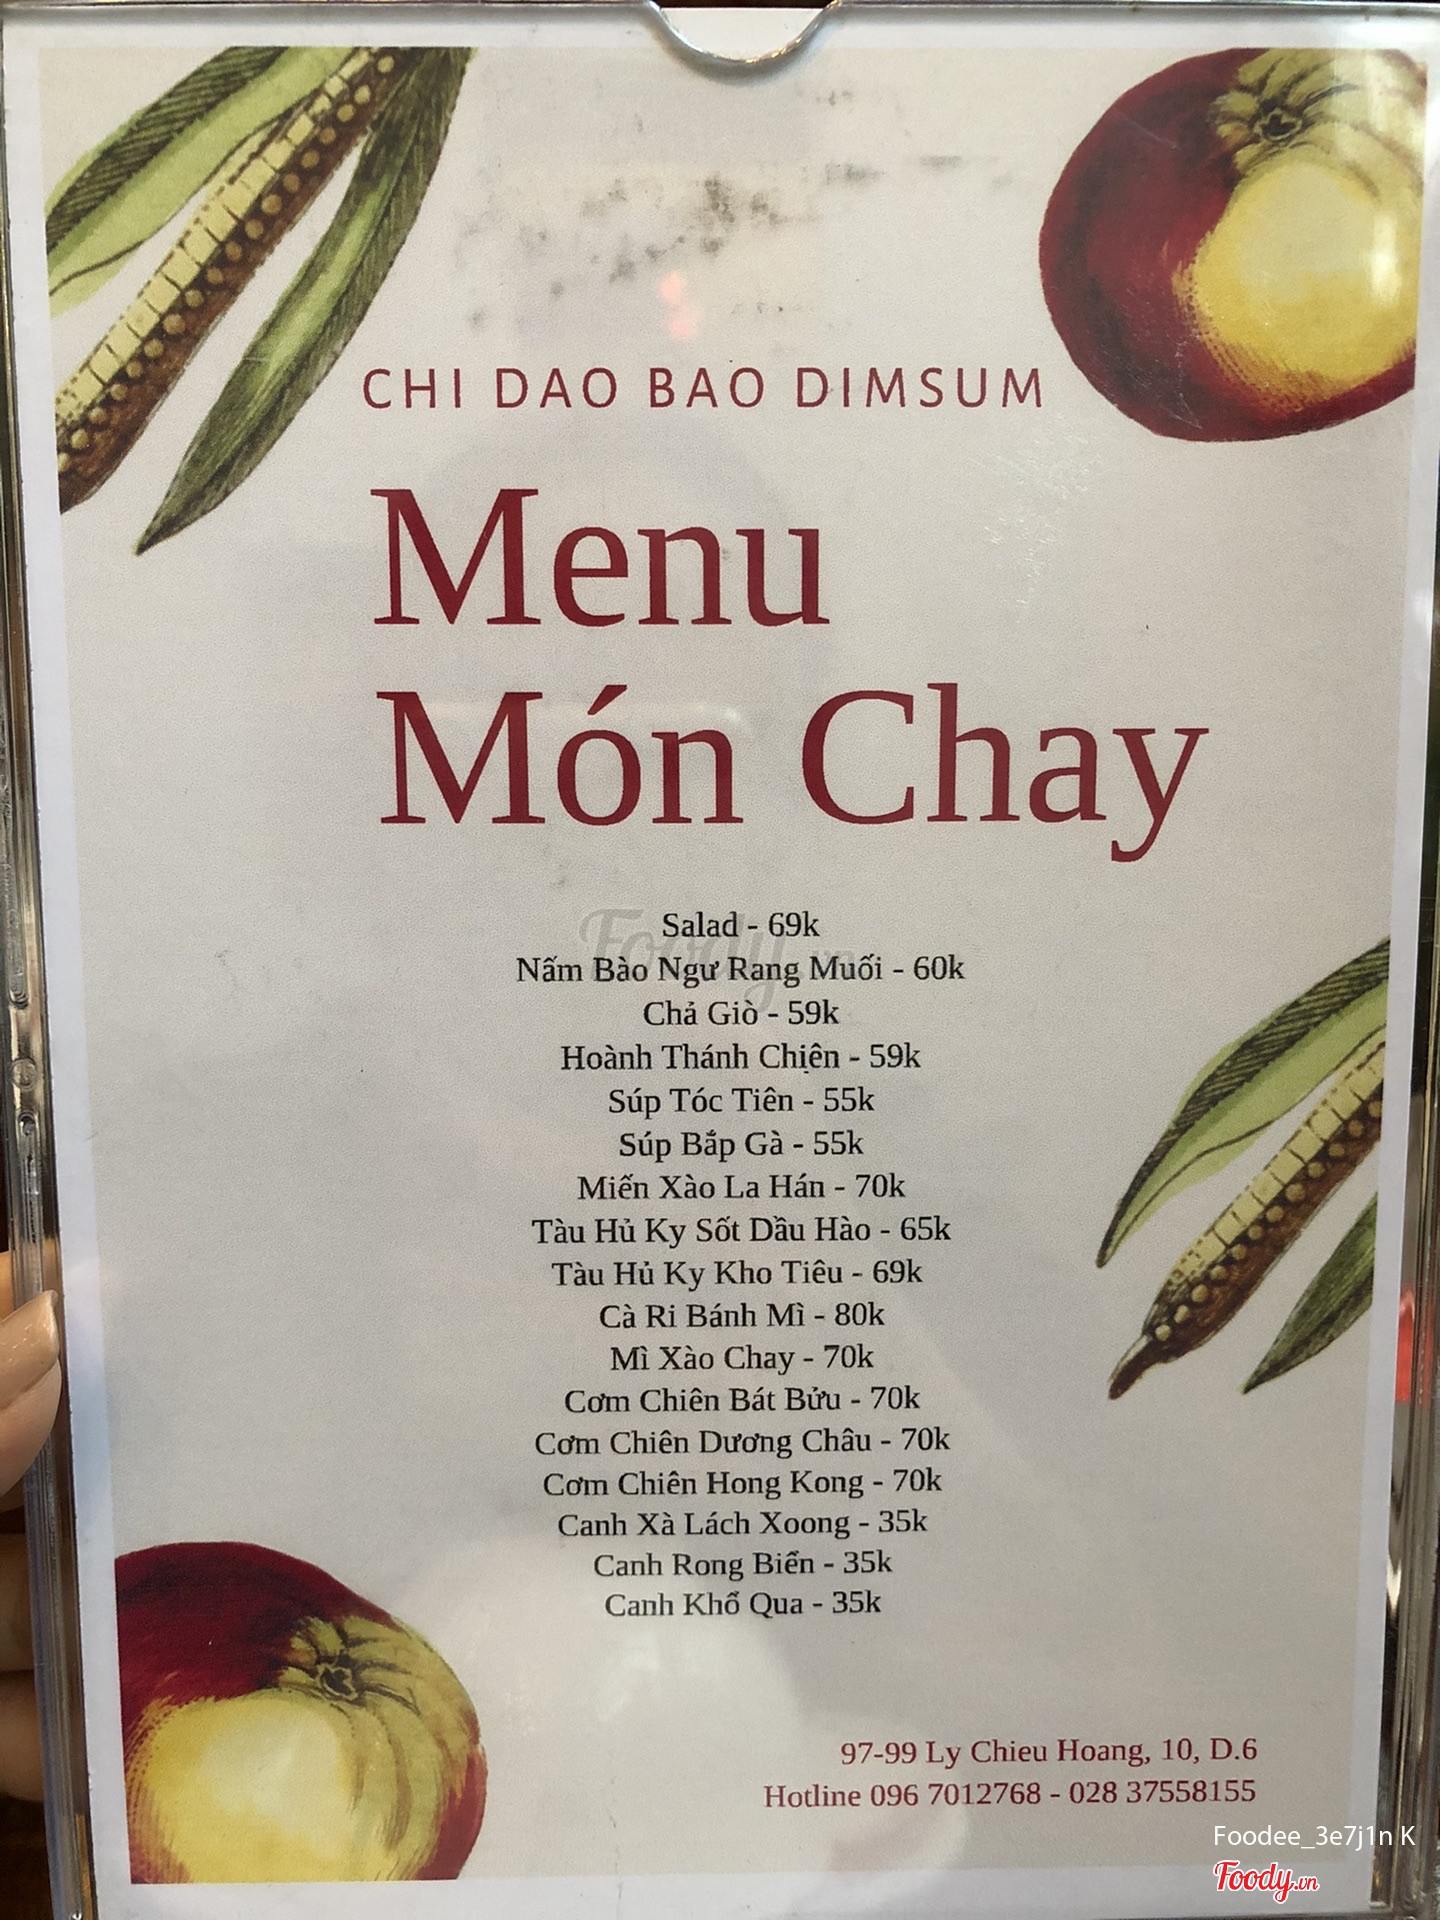 CHI DAO BAO DIMSUM
Menu
Món Chay
Foody.vn
Salad - 69k
Nấm Bào Ngư Rang Muối - 60k
Chả Giò - 59k
Hoành Thánh Chiện - 59k
Súp Tóc Tiên - 55k
Súp Bắp Gà - 55k
Miến Xào La Hán - 70k
Tàu Hủ Ky Sốt Dầu Hào - 65k
Tàu Hủ Ky Kho Tiêu - 69k
Cà Ri Bánh Mì - 80k
Mì Xào Chay - 70k
Cơm Chiên Bát Bửu - 70k
Cơm Chiên Dương Châu - 70k
Cơm Chiên Hong Kong - 70k
Canh Xà Lách Xoong - 35k
Canh Rong Biển - 35k
Canh Khổ Qua - 35k
97-99 Ly Chieu Hoang, 10, D.6
Hotline 096 7012768 - 028 37558155
Foodee_3e7j1n K
Foody.vn